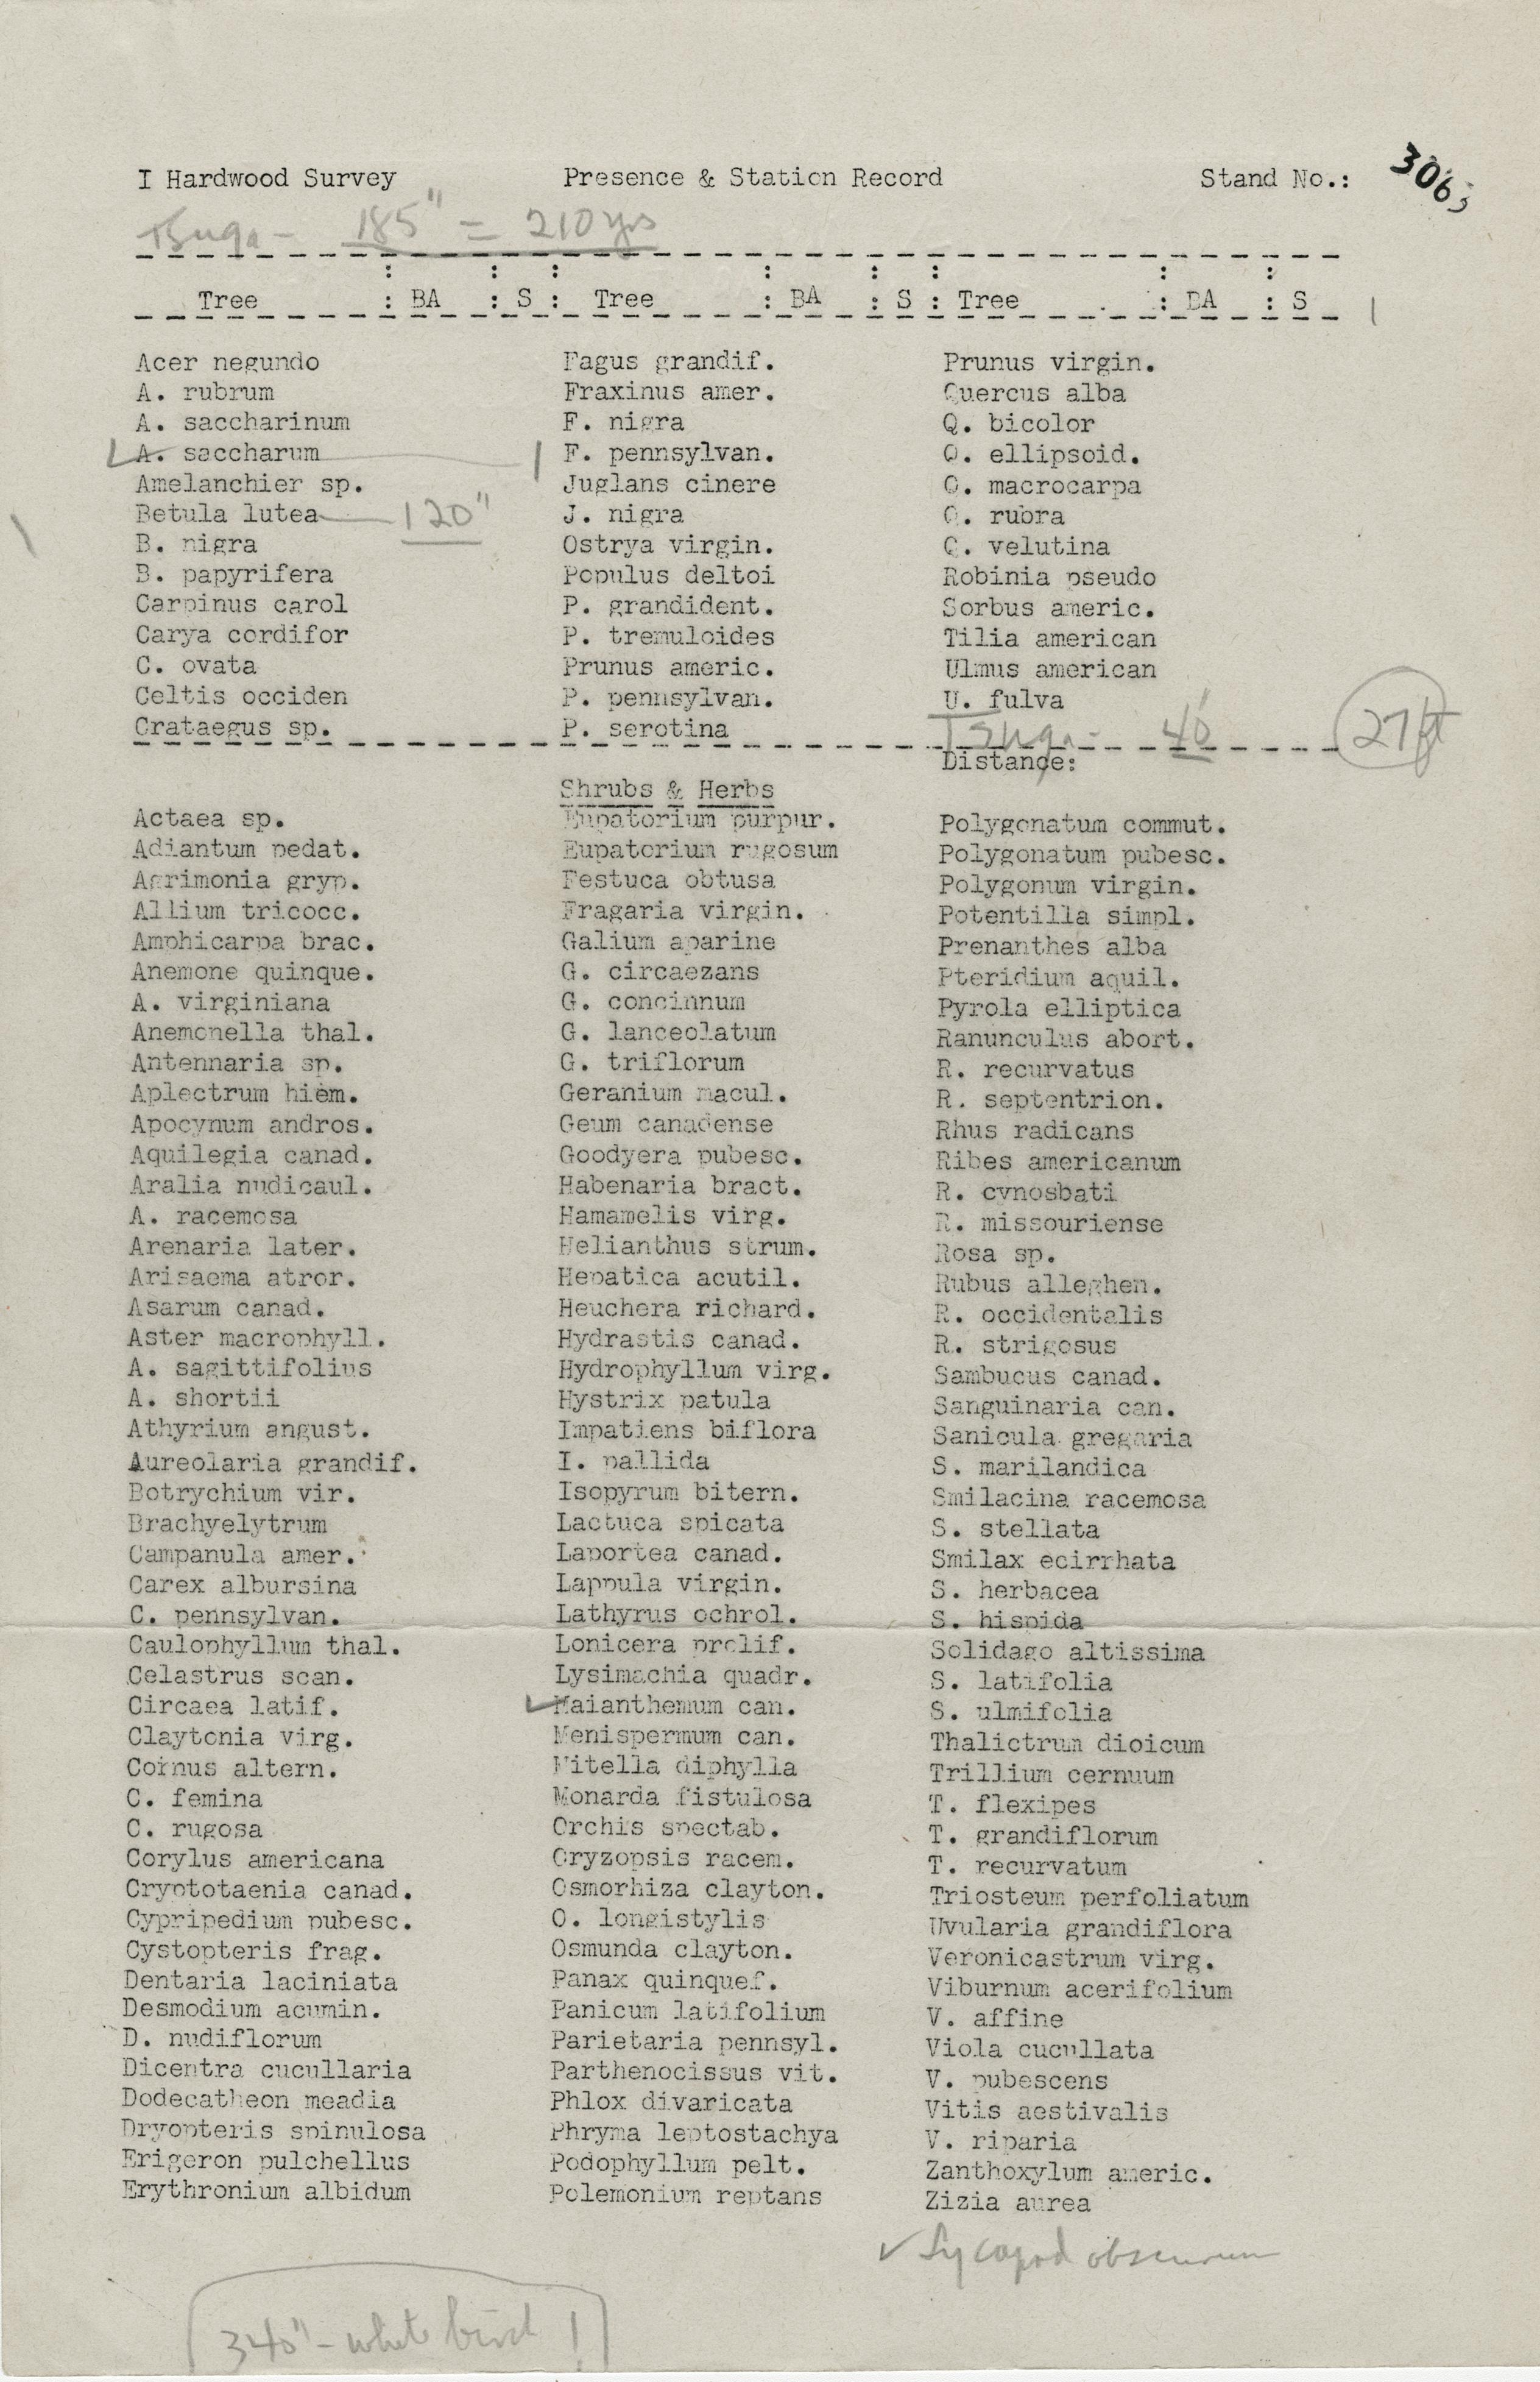 I Hardwood Survey Presence & Station Record Stand No.: 3065
Tsuga - 185" = 210 yrs
Tree : BA : S : Tree : BA : S : Tree : BA : S
Acer negundo Fagus grandif. Prunus virgin.
A. rubrum Fraxinus amer. Quercus alba
A. saccharinum F. nigra Q. bicolor
A. saccharum F. pennsylvan. Q. ellipsoid.
Amelanchier sp. Juglans cinere Q. macrocarpa
Betula lutea 120" J. nigra Q. rubra
B. nigra Ostrya virgin. Q. velutina
B. papyrifera Populus deltoi Robinia pseudo
Carpinus carol P. grandident. Sorbus americ.
Carya cordifor P. tremuloides Tilia american
C. ovata Prunus americ. Ulmus american
Celtis occiden P. pennsylvan. U. fulva
Crataegus sp. P. serotina Tsuga - 40' 27 ft
Distance:
Shrubs & Herbs
Actaea sp. Eupatorium purpur. Polygonatum commut.
Adiantum pedat. Eupatorium rugosum Polygonatum pubesc.
Agrimonia gryp. Festuca obtusa Polygonum virgin.
Allium tricocc. Fragaria virgin. Potentilla simpl.
Amphicarpa brac. Galium aparine Prenanthes alba
Anemone quinque. G. circaezans Pteridium aquil.
A. virginiana G. concinnum Pyrola elliptica
Anemonella thal. G. lanceolatum Ranunculus abort.
Antennaria sp. G. triflorum R. recurvatus
Aplectrum hiem. Geranium macul. R. septentrion.
Apocynum andros. Geum canadense Rhus radicans
Aquilegia canad. Goodyera pubesc. Ribes americanum
Aralia nudicaul. Habenaria bract. R. cynosbati
A. racemosa Hamamelis virg. R. missouriense
Arenaria later. Helianthus strum. Rosa sp.
Arisaema atror. Hepatica acutil. Rubus alleghen.
Asarum canad. Heuchera richard. R. occidentalis
Aster macrophyll. Hydrastis canad. R. strigosus
A. sagittifolius Hydrophyllum virg. Sambucus canad.
A. shortii Hystrix patula Sanguinaria can.
Athyrium angust. Impatiens biflora Sanicula gregaria
Aureolaria grandif. I. pallida S. marilandica
Botrychium vir. Isopyrum bitern. Smilacina racemosa
Brachyelytrum Lactuca spicata S. stellata
Campanula amer. Laportea canad. Smilax ecirrhata
Carex albursina Lappula virgin. S. herbacea
C. pennsylvan. Lathyrus ochrol. S. hispida
Caulophyllum thal. Lonicera prolif. Solidago altissima
Celastrus scan. Lysimachia quadr. S. latifolia
Circaea latif. ✓ Maianthemum can. S. ulmifolia
Claytonia virg. Menispermum can. Thalictrum dioicum
Cornus altern. Mitella diphylla Trillium cernuum
C. femina Monarda fistulosa T. flexipes
C. rugosa Orchis spectab. T. grandiflorum
Corylus americana Oryzopsis racem. T. recurvatum
Cryptotaenia canad. Osmorhiza clayton. Triosteum perfoliatum
Cypripedium pubesc. O. longistylis Uvularia grandiflora
Cystopteris frag. Osmunda clayton. Veronicastrum virg.
Dentaria laciniata Panax quinquef. Viburnum acerifolium
Desmodium acumin. Panicum latifolium V. affine
D. nudiflorum Parietaria pennsyl. Viola cucullata
Dicentra cucullaria Parthenocissus vit. V. pubescens
Dodecatheon meadia Phlox divaricata Vitis aestivalis
Dryopteris spinulosa Phryma leptostachya V. riparia
Erigeron pulchellus Podophyllum pelt. Zanthoxylum americ.
Erythronium albidum Polemonium reptans Zizia aurea
✓ Lycopod obscurum
340" - white birch !